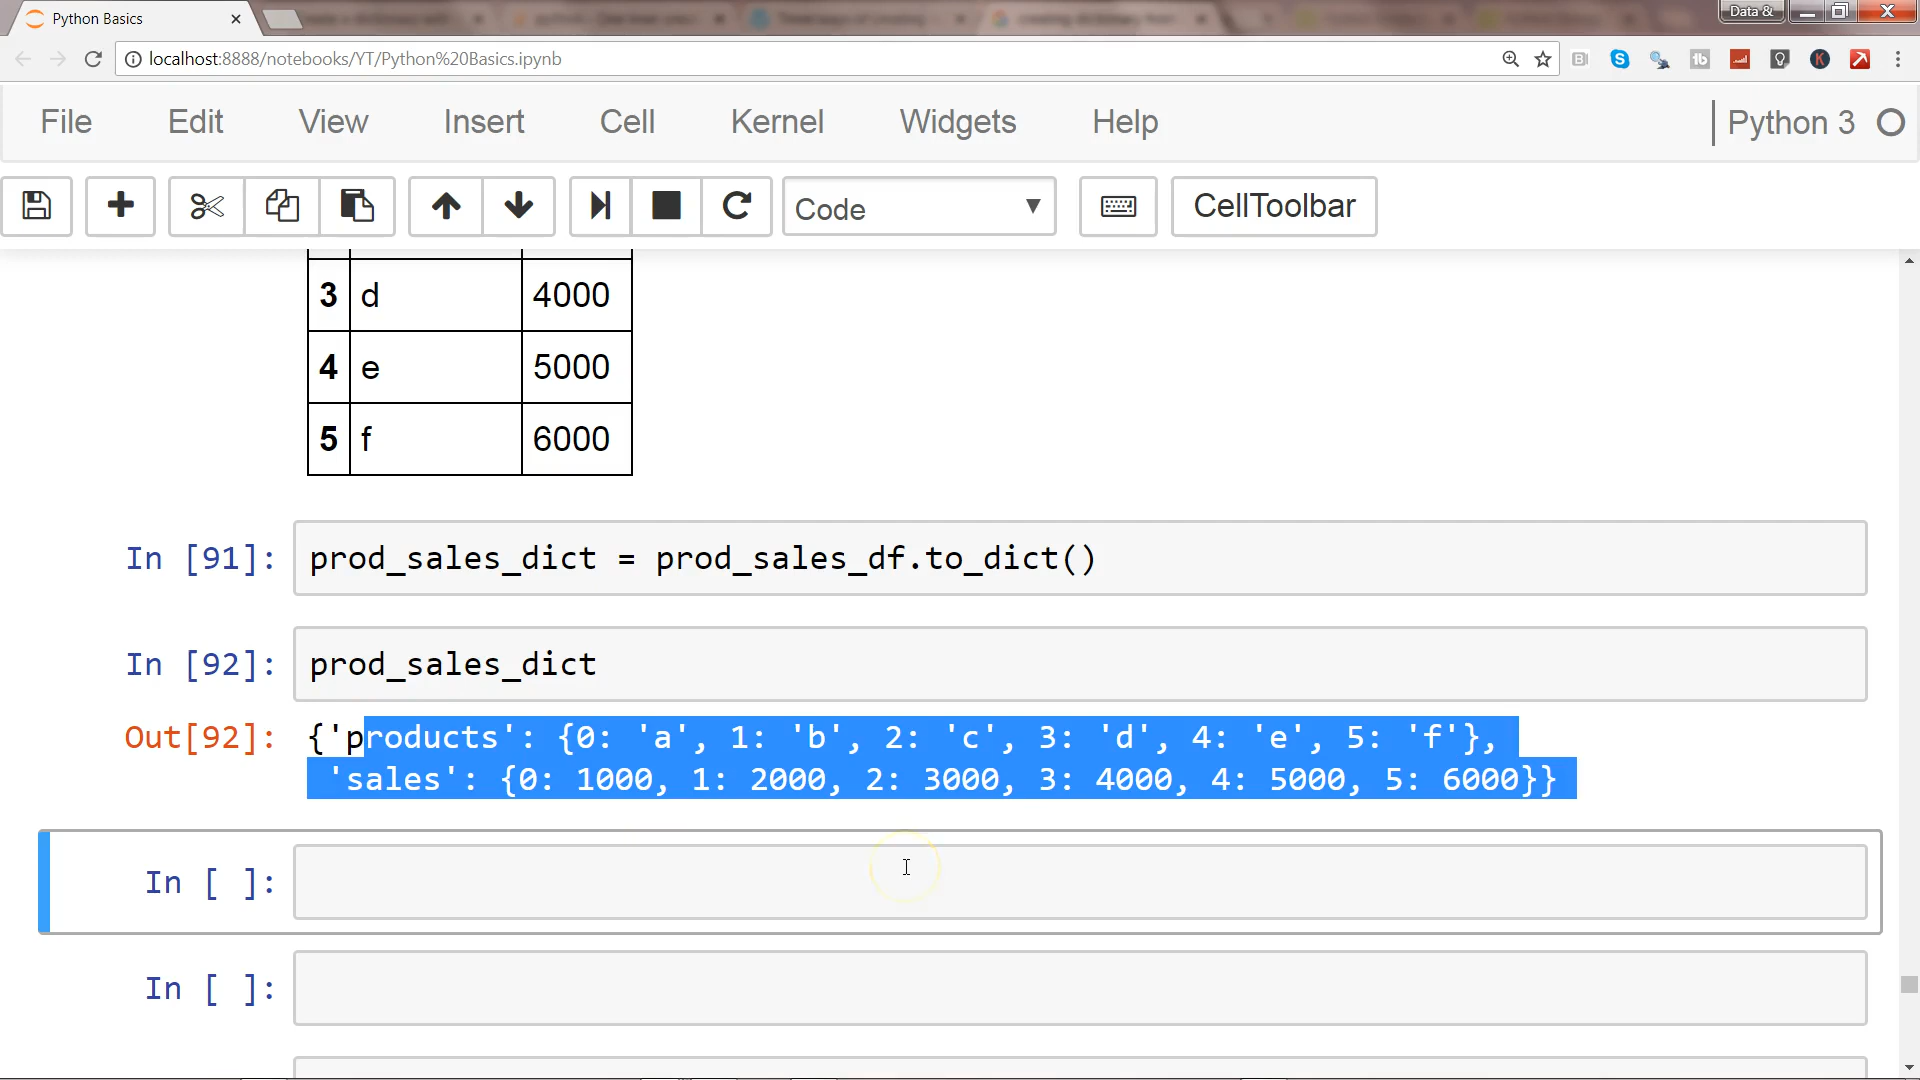 Python Basics
Data &
localhost:8888/notebooks/YT/Python%20Basics.ipynb
File Edit View Insert Cell Kernel Widgets Help Python 3
Code CellToolbar
3 d 4000
4 e 5000
5 f 6000
In [91]: prod_sales_dict = prod_sales_df.to_dict()
In [92]: prod_sales_dict
Out[92]: {'products': {0: 'a', 1: 'b', 2: 'c', 3: 'd', 4: 'e', 5: 'f'},
'sales': {0: 1000, 1: 2000, 2: 3000, 3: 4000, 4: 5000, 5: 6000}}
In [ ]:
In [ ]: